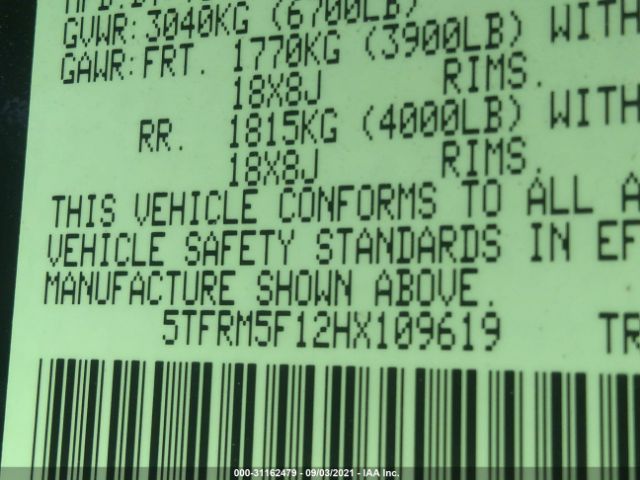 GVWR: 3040KG (6700LB)
GAWR: FRT. 1770KG (3900LB) WITH
18X8J RIMS.
RR. 1815KG (4000LB) WITH
18X8J RIMS.
THIS VEHICLE CONFORMS TO ALL A
VEHICLE SAFETY STANDARDS IN EF
MANUFACTURE SHOWN ABOVE.
5TFRM5F12HX109619 TR
000-31162479 - 09/03/2021 - IAA Inc.